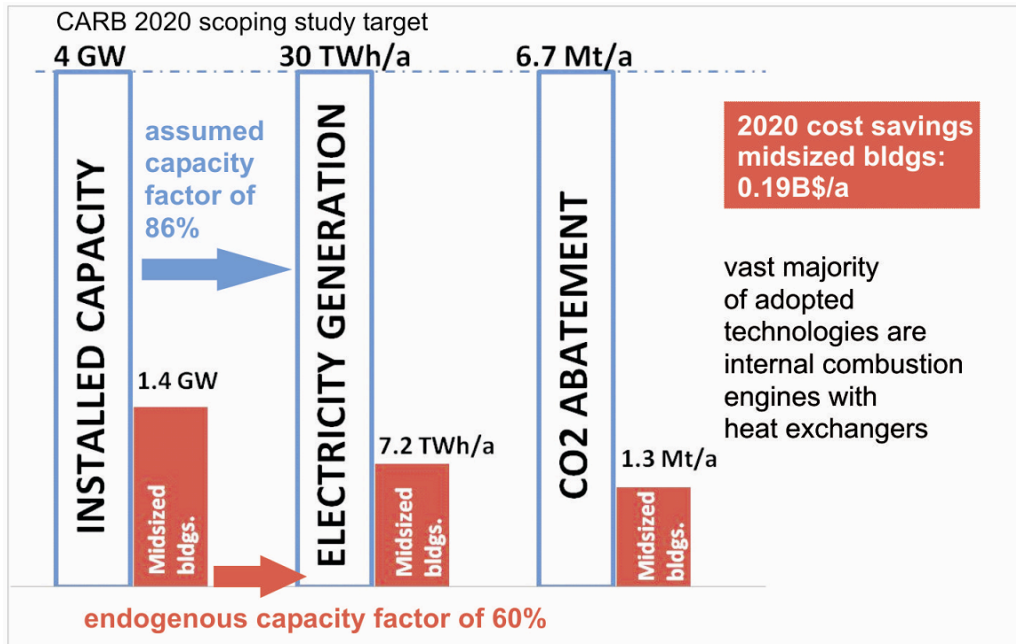 CARB 2020 scoping study target
4 GW
30 TWh/a
6.7 Mt/a
INSTALLED CAPACITY
assumed
capacity
factor of
86%
1.4 GW
Midsized
bldgs.
ELECTRICITY GENERATION
7.2 TWh/a
Midsized
bldgs.
CO2 ABATEMENT
1.3 Mt/a
Midsized
bldgs.
endogenous capacity factor of 60%
2020 cost savings
midsized bldgs:
0.19B$/a
vast majority
of adopted
technologies are
internal combustion
engines with
heat exchangers